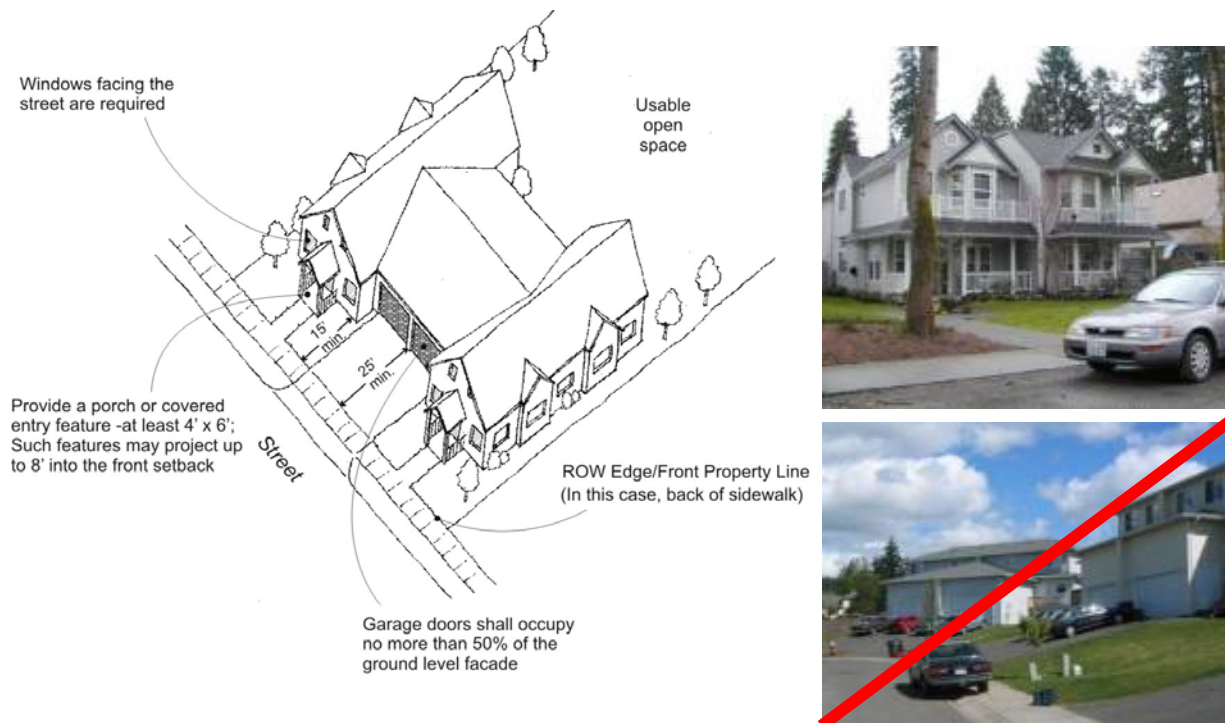 Windows facing the
street are required
Usable
open
space
15'
min.
25'
min.
Provide a porch or covered
entry feature -at least 4' x 6';
Such features may project up
to 8' into the front setback
Street
ROW Edge/Front Property Line
(In this case, back of sidewalk)
Garage doors shall occupy
no more than 50% of the
ground level facade